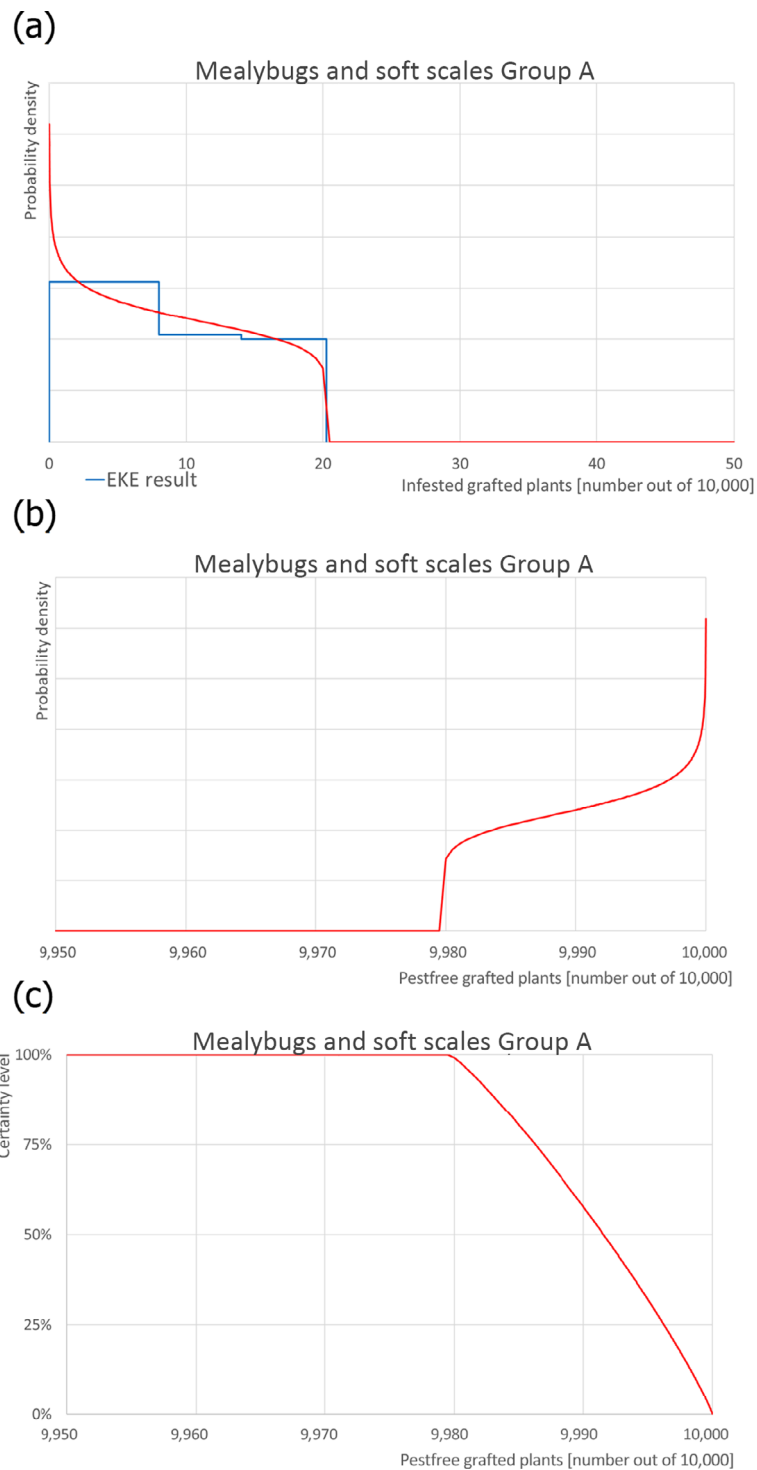 (a)
Mealybugs and soft scales Group A
Probability density
0 10 20 30 40 50
EKE result
Infested grafted plants [number out of 10,000]
(b)
Mealybugs and soft scales Group A
Probability density
9,950 9,960 9,970 9,980 9,990 10,000
Pestfree grafted plants [number out of 10,000]
(c)
Mealybugs and soft scales Group A
Certainty level
100%
75%
50%
25%
0%
9,950 9,960 9,970 9,980 9,990 10,000
Pestfree grafted plants [number out of 10,000]